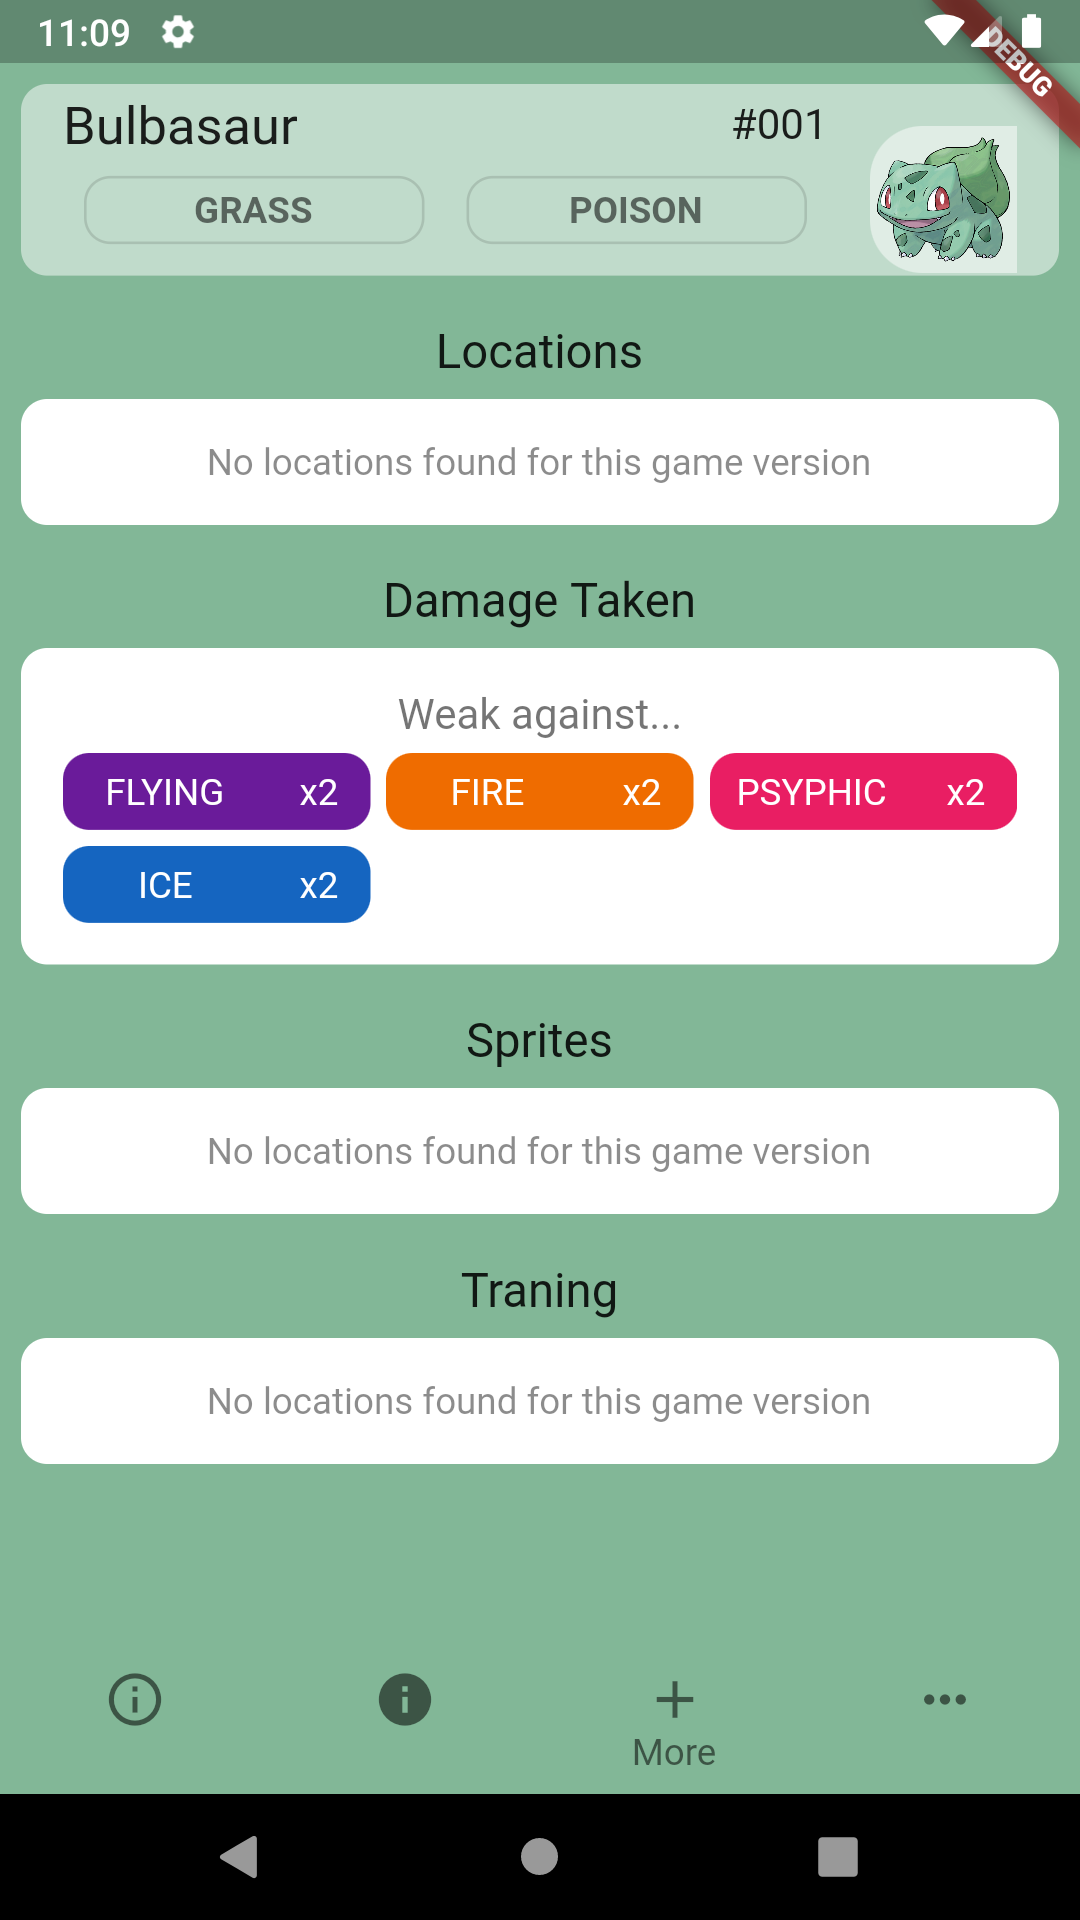 11:09
DEBUG
Bulbasaur #001
GRASS POISON
Locations
No locations found for this game version
Damage Taken
Weak against...
FLYING x2 FIRE x2 PSYPHIC x2
ICE x2
Sprites
No locations found for this game version
Traning
No locations found for this game version
More